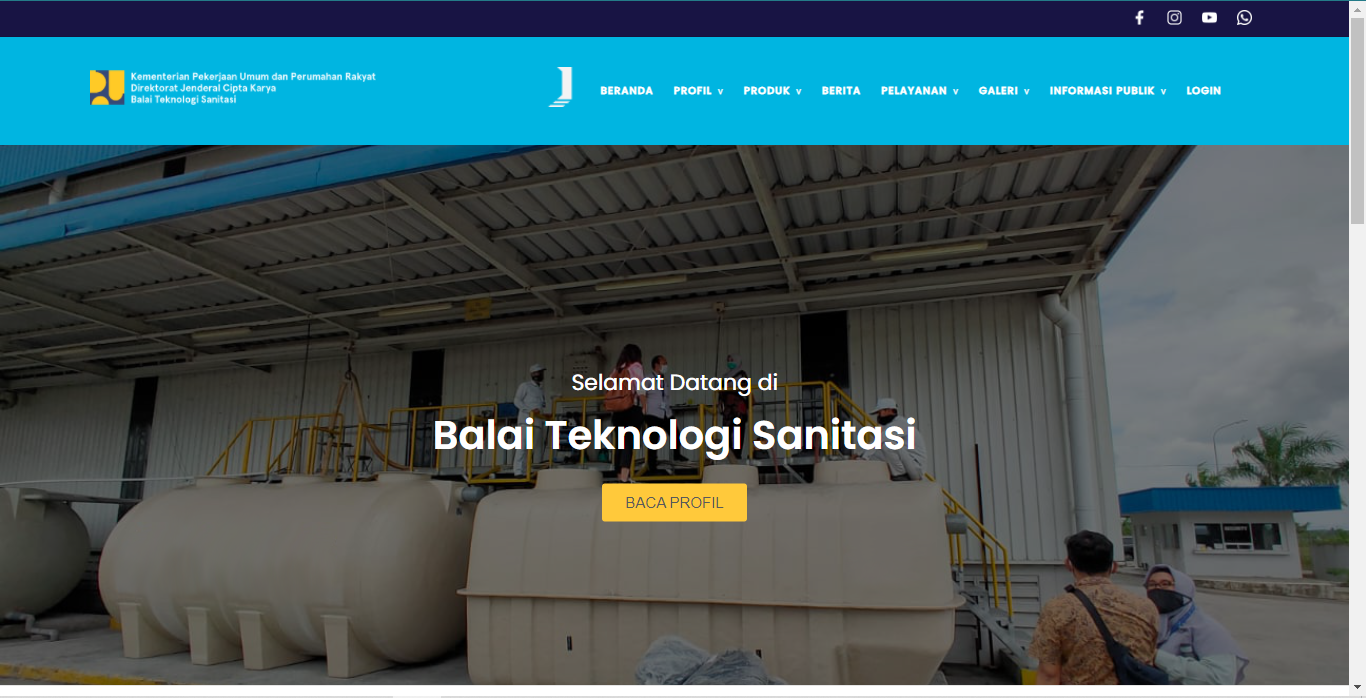 Kementerian Pekerjaan Umum dan Perumahan Rakyat
Direktorat Jenderal Cipta Karya
Balai Teknologi Sanitasi
BERANDA PROFIL v PRODUK v BERITA PELAYANAN v GALERI v INFORMASI PUBLIK v LOGIN
Selamat Datang di
Balai Teknologi Sanitasi
BACA PROFIL
SECURITY